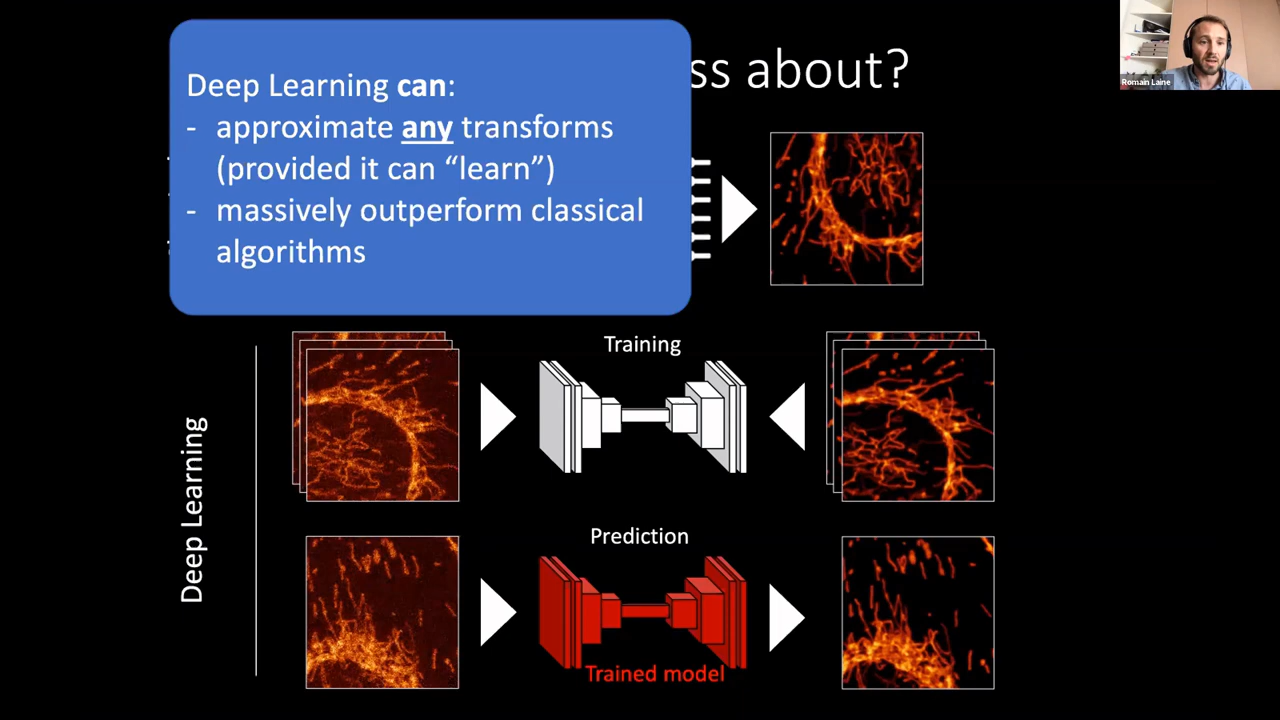 ss about?
Romain Laine
Deep Learning can:
- approximate any transforms
(provided it can “learn”)
- massively outperform classical
algorithms
Training
Deep Learning
Prediction
Trained model